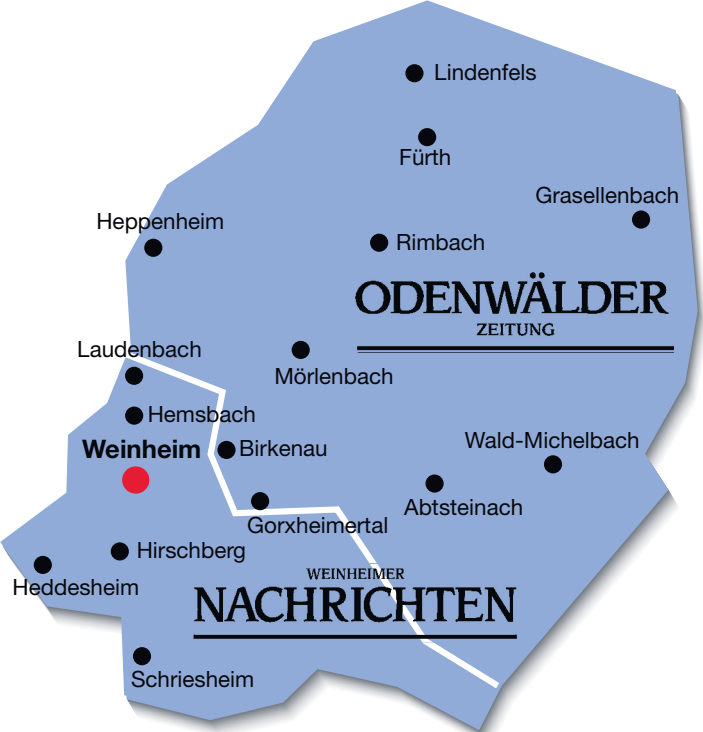 Lindenfels
Fürth
Grasellenbach
Heppenheim
Rimbach
ODENWÄLDER
ZEITUNG
Laudenbach
Mörlenbach
Hemsbach
Weinheim
Birkenau
Wald-Michelbach
Abtsteinach
Gorxheimertal
Hirschberg
WEINHEIMER
NACHRICHTEN
Heddesheim
Schriesheim